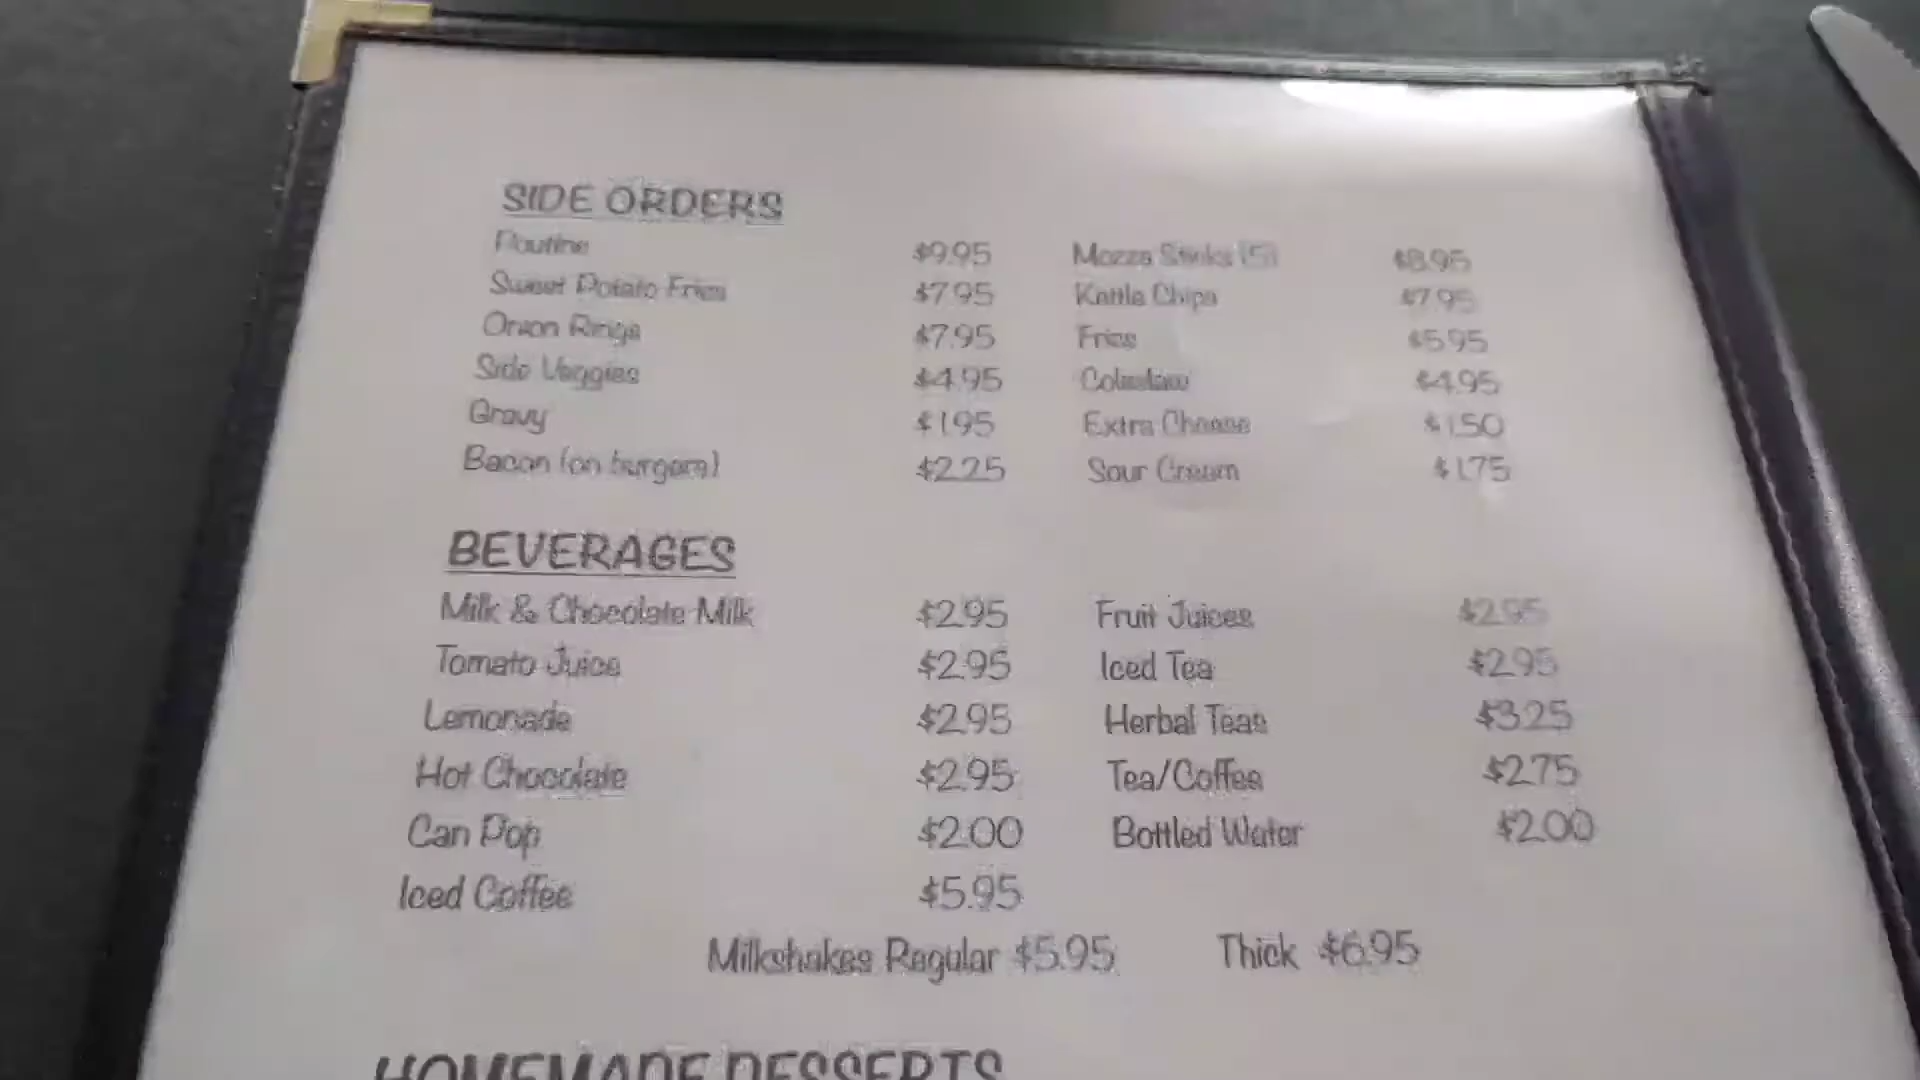 SIDE ORDERS
Poutine $9.95 Mozza Sticks (5) $8.95
Sweet Potato Fries $7.95 Kettle Chips $7.95
Onion Rings $7.95 Fries $5.95
Side Veggies $4.95 Coleslaw $4.95
Gravy $1.95 Extra Cheese $1.50
Bacon (on burgers) $2.25 Sour Cream $1.75
BEVERAGES
Milk & Chocolate Milk $2.95 Fruit Juices $2.95
Tomato Juice $2.95 Iced Tea $2.95
Lemonade $2.95 Herbal Teas $3.25
Hot Chocolate $2.95 Tea/Coffee $2.75
Can Pop $2.00 Bottled Water $2.00
Iced Coffee $5.95
Milkshakes Regular $5.95 Thick $6.95
HOMEMADE DESSERTS